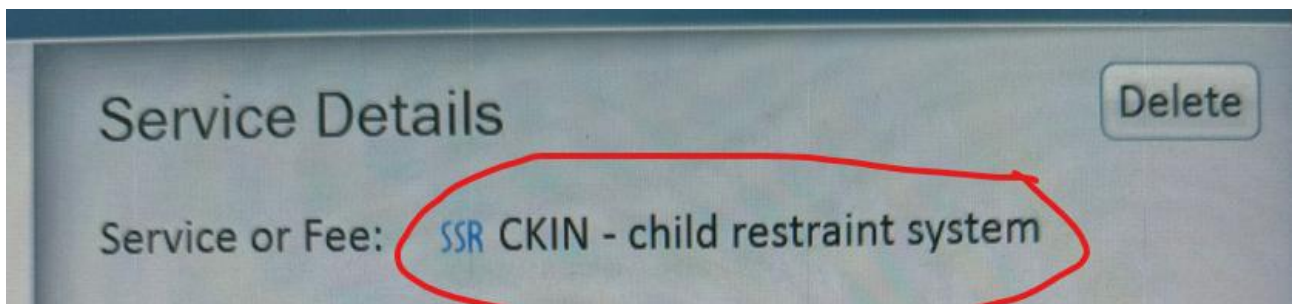 Service Details
Delete
Service or Fee: SSR CKIN - child restraint system